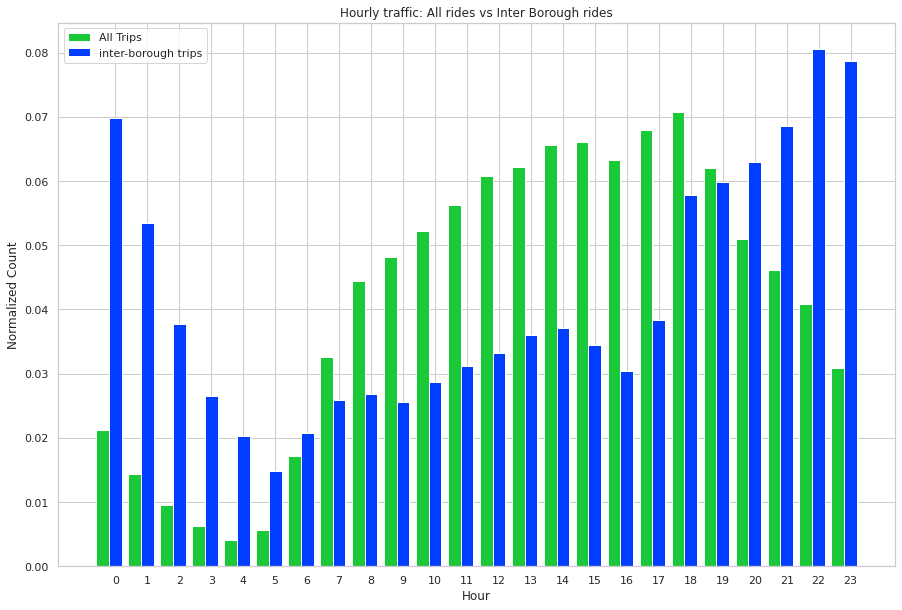 Hourly traffic: All rides vs Inter Borough rides
All Trips
inter-borough trips
0.08
0.07
0.06
0.05
0.04
0.03
0.02
0.01
0.00
Normalized Count
0 1 2 3 4 5 6 7 8 9 10 11 12 13 14 15 16 17 18 19 20 21 22 23
Hour